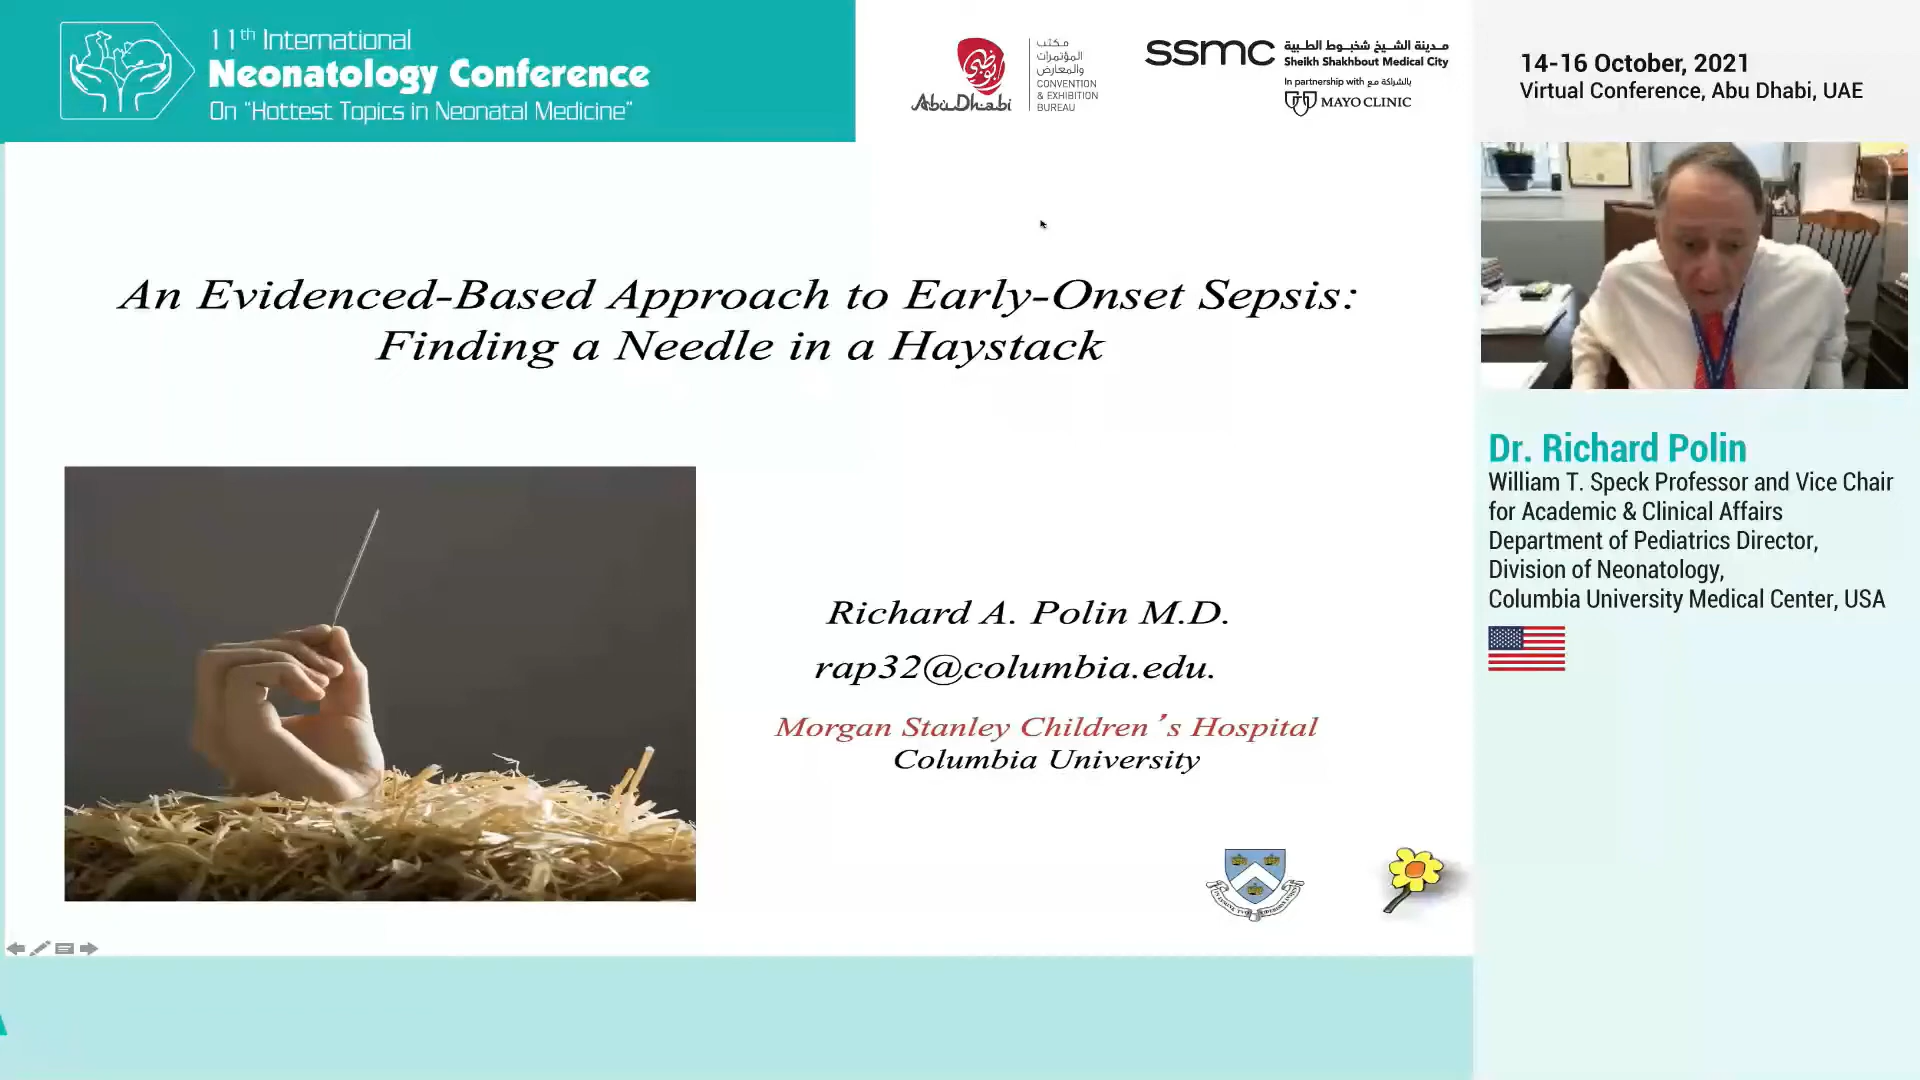 11th International
Neonatology Conference
On "Hottest Topics in Neonatal Medicine"
Abu Dhabi
مكتب
المؤتمرات
والمعارض
CONVENTION
& EXHIBITION
BUREAU
ssmc
مدينة الشيخ شخبوط الطبية
Sheikh Shakhbout Medical City
In partnership with بالشراكة مع
MAYO CLINIC
14-16 October, 2021
Virtual Conference, Abu Dhabi, UAE
An Evidenced-Based Approach to Early-Onset Sepsis:
Finding a Needle in a Haystack
Richard A. Polin M.D.
rap32@columbia.edu.
Morgan Stanley Children's Hospital
Columbia University
Dr. Richard Polin
William T. Speck Professor and Vice Chair
for Academic & Clinical Affairs
Department of Pediatrics Director,
Division of Neonatology,
Columbia University Medical Center, USA